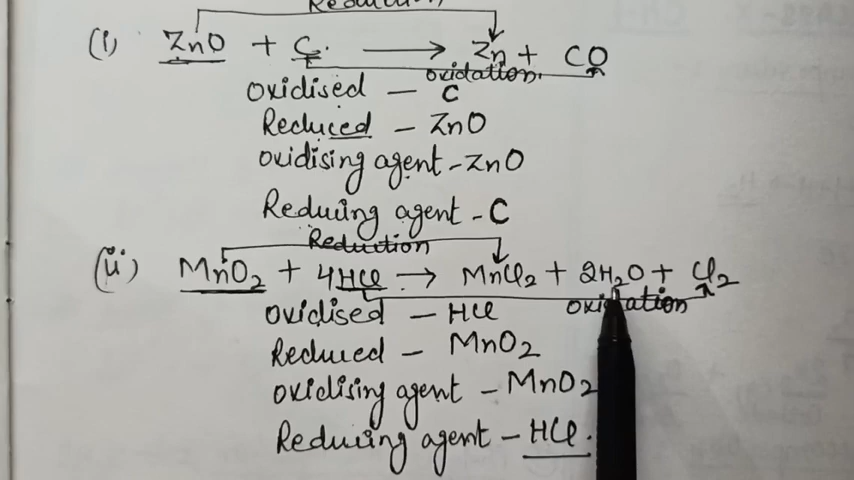 Reduction
(i) ZnO + C. → Zn + CO
oxidation.
oxidised — C
Reduced — ZnO
oxidising agent - ZnO
Reducing agent - C
Reduction
(ii) MnO2 + 4HCl → MnCl2 + 2H2O + Cl2
oxidation
oxidised — HCl
Reduced — MnO2
oxidising agent - MnO2
Reducing agent - HCl.